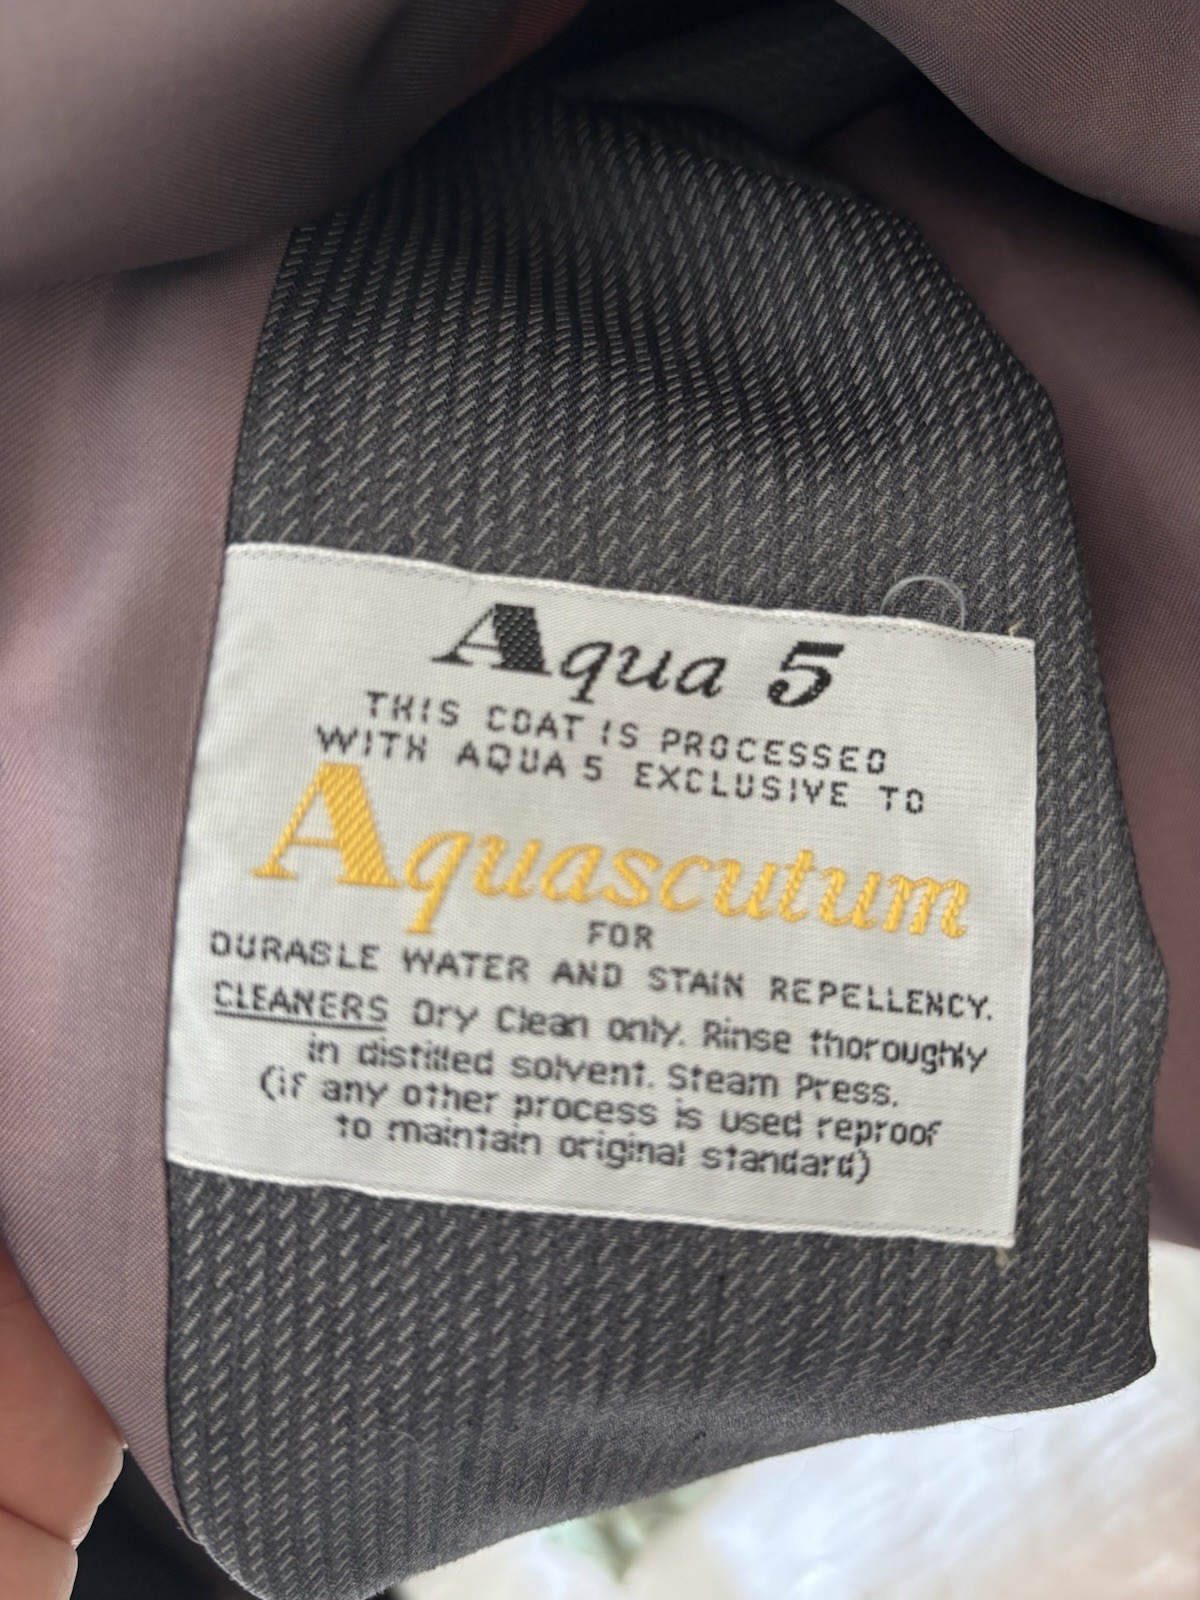 Aqua 5
THIS COAT IS PROCESSED
WITH AQUA 5 EXCLUSIVE TO
Aquascutum
FOR
DURABLE WATER AND STAIN REPELLENCY.
CLEANERS Dry Clean only. Rinse thoroughly
in distilled solvent. Steam Press.
(if any other process is used reproof
to maintain original standard)